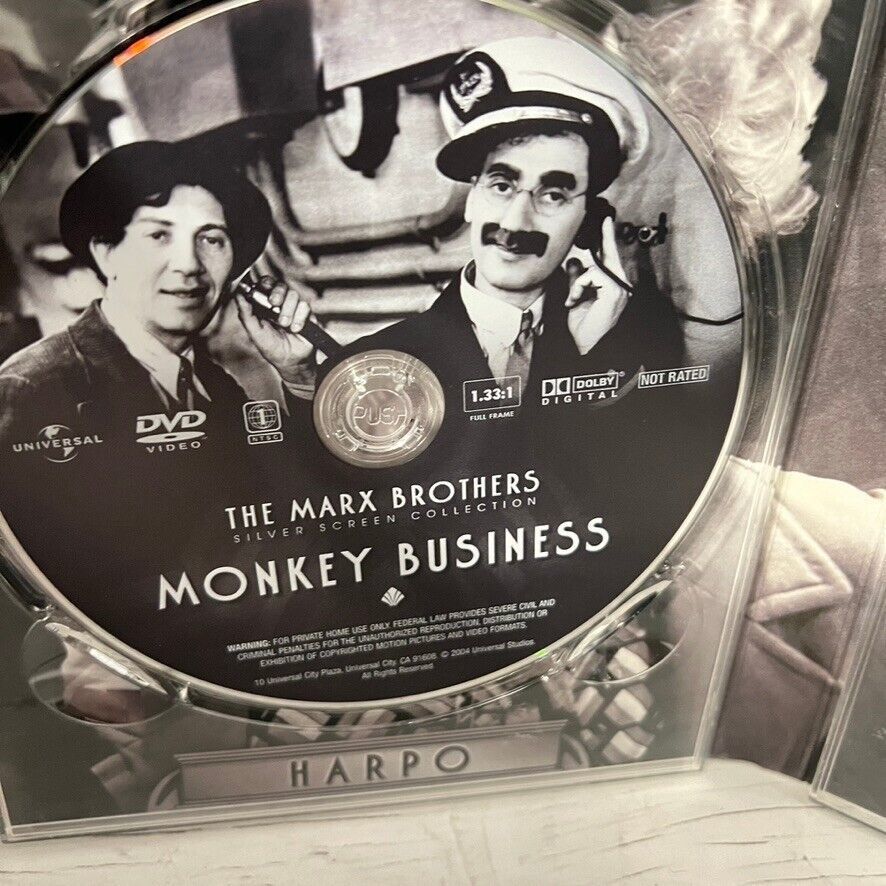 PUSH
1.33:1
FULL FRAME
DOLBY
DIGITAL
NOT RATED
UNIVERSAL
DVD
VIDEO
1
NTSC
THE MARX BROTHERS
SILVER SCREEN COLLECTION
MONKEY BUSINESS
WARNING: FOR PRIVATE HOME USE ONLY. FEDERAL LAW PROVIDES SEVERE CIVIL AND
CRIMINAL PENALTIES FOR THE UNAUTHORIZED REPRODUCTION, DISTRIBUTION OR
EXHIBITION OF COPYRIGHTED MOTION PICTURES AND VIDEO FORMATS.
10 Universal City Plaza, Universal City, CA 91608. © 2004 Universal Studios.
All Rights Reserved.
HARPO